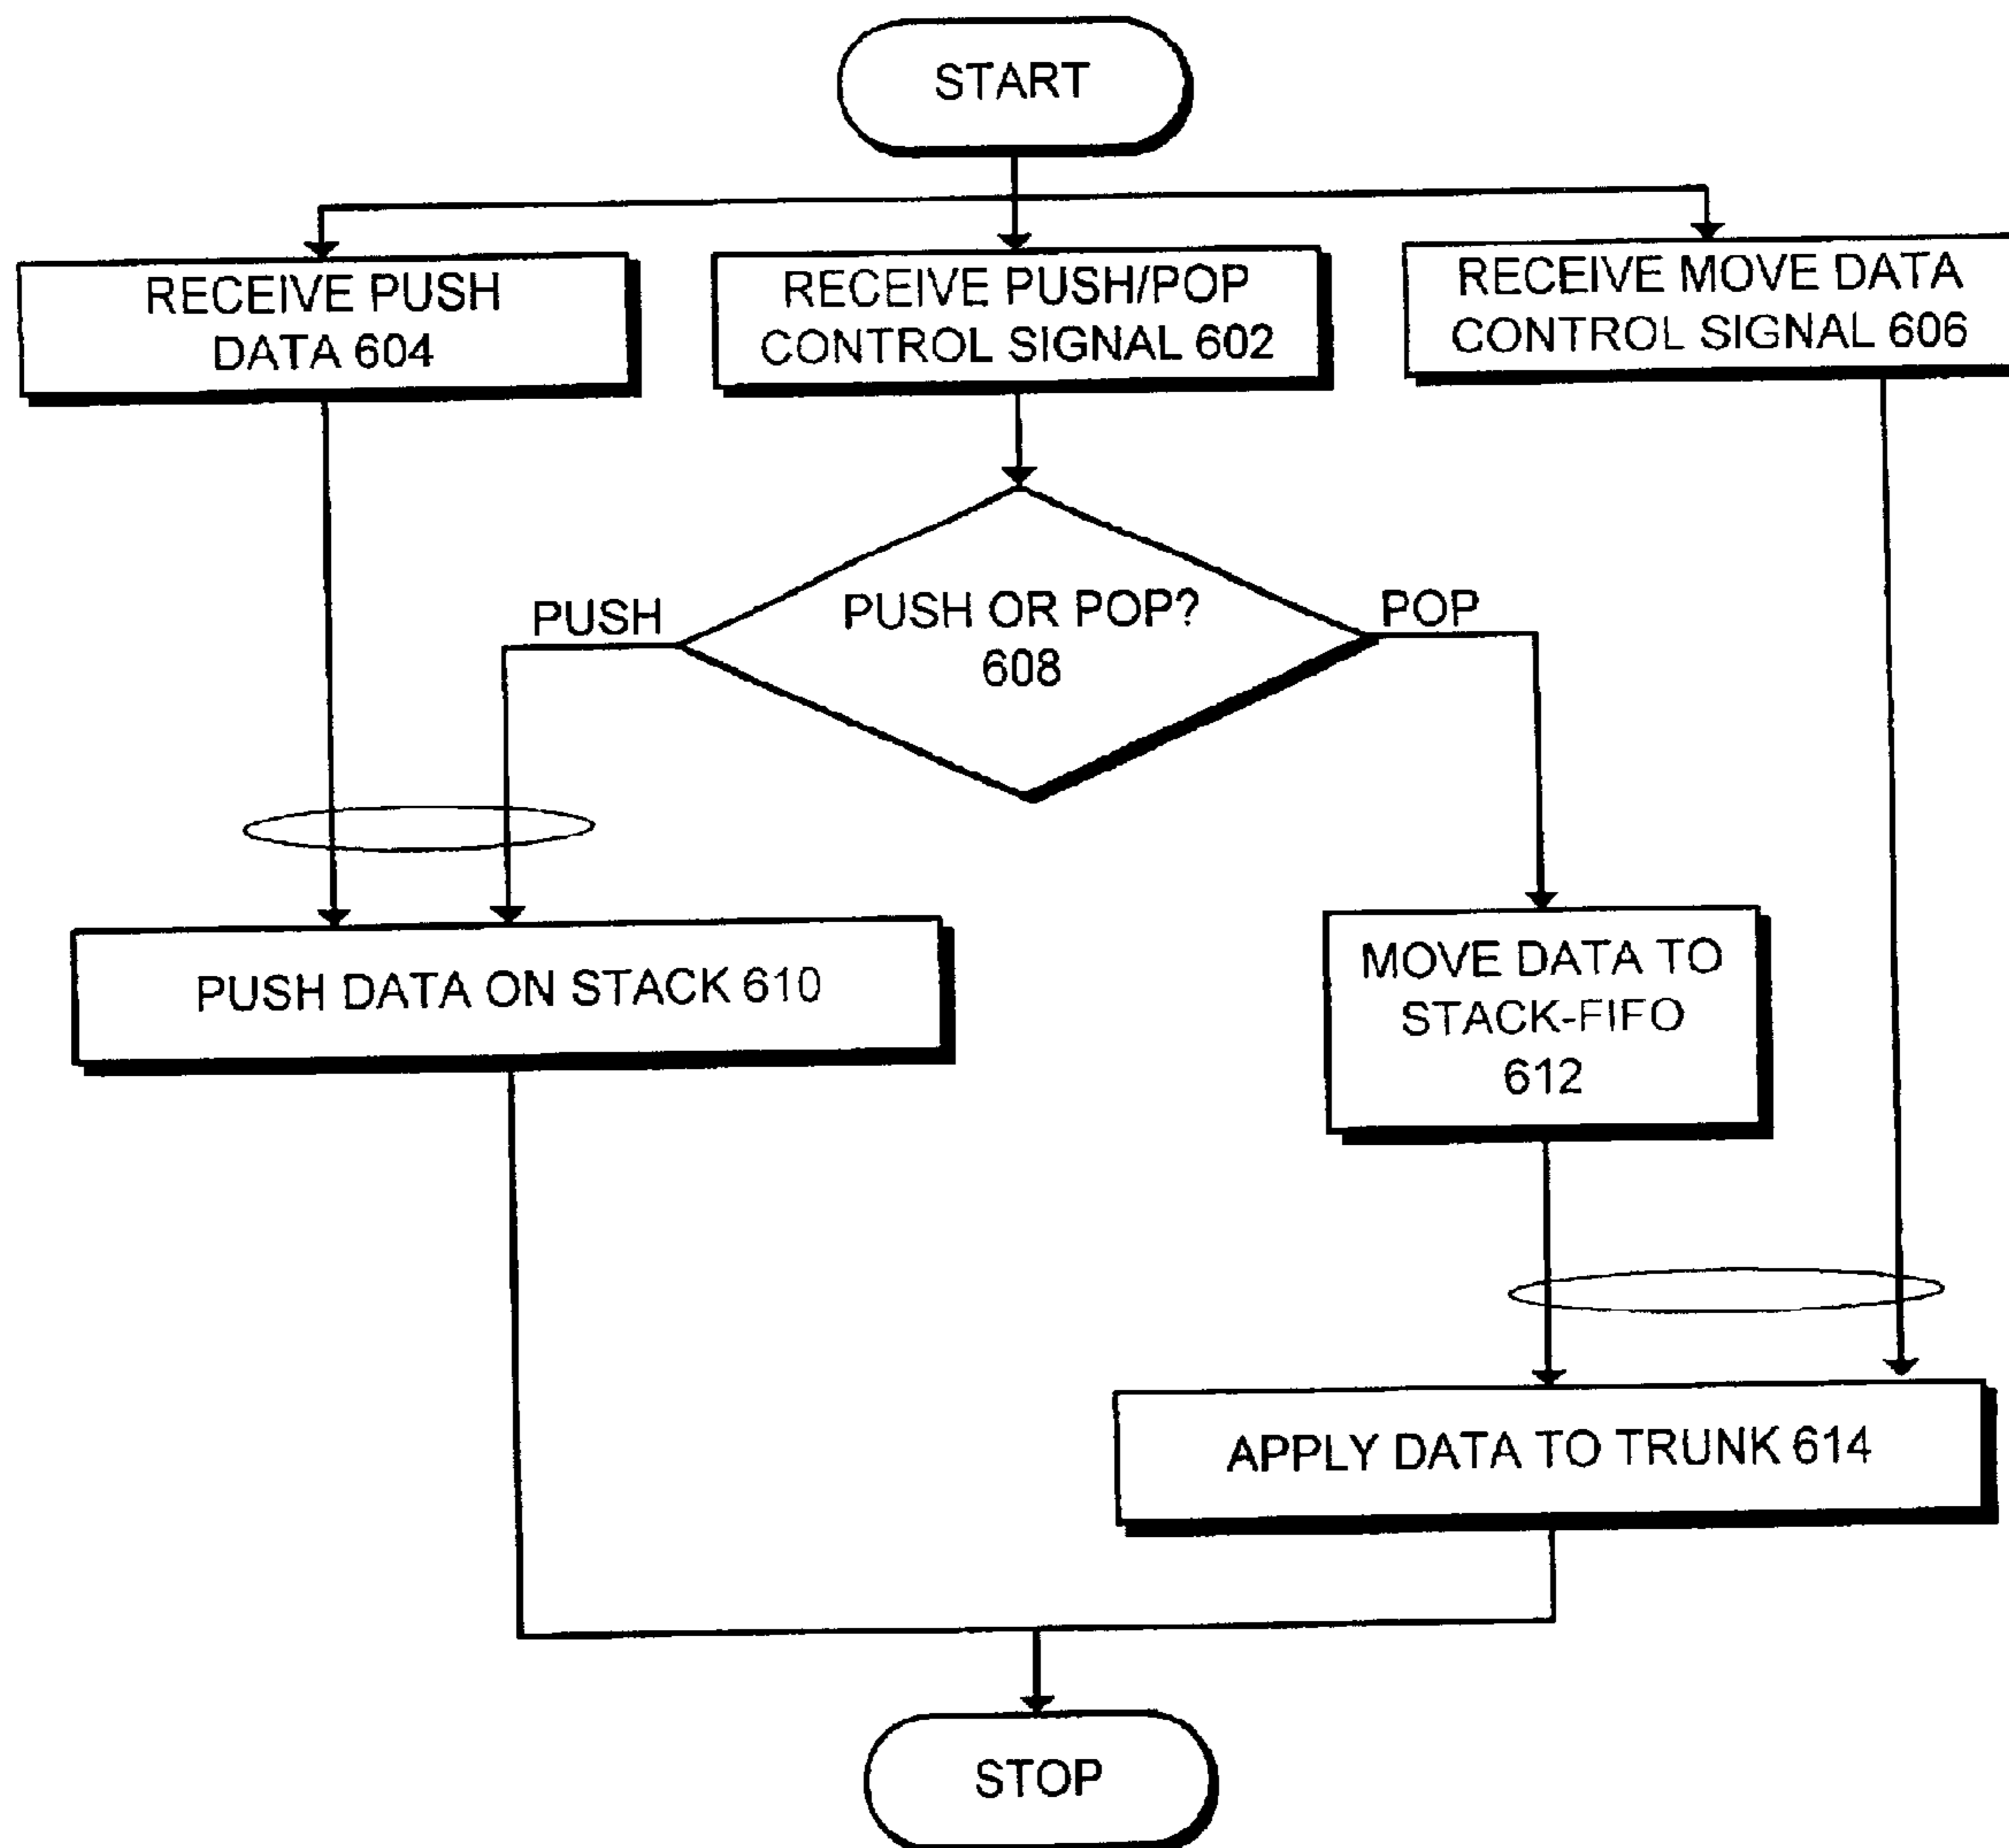 START
RECEIVE PUSH
DATA 604
RECEIVE PUSH/POP
CONTROL SIGNAL 602
RECEIVE MOVE DATA
CONTROL SIGNAL 606
PUSH
PUSH OR POP?
608
POP
PUSH DATA ON STACK 610
MOVE DATA TO
STACK-FIFO
612
APPLY DATA TO TRUNK 614
STOP